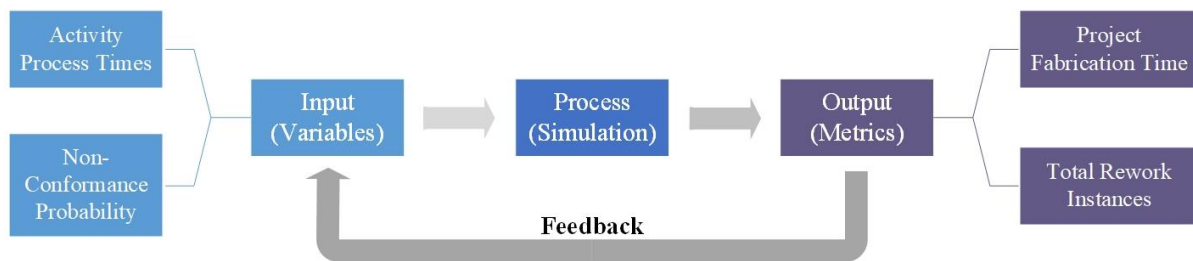 Activity
Process Times
Non-
Conformance
Probability
Input
(Variables)
Process
(Simulation)
Output
(Metrics)
Project
Fabrication Time
Total Rework
Instances
Feedback